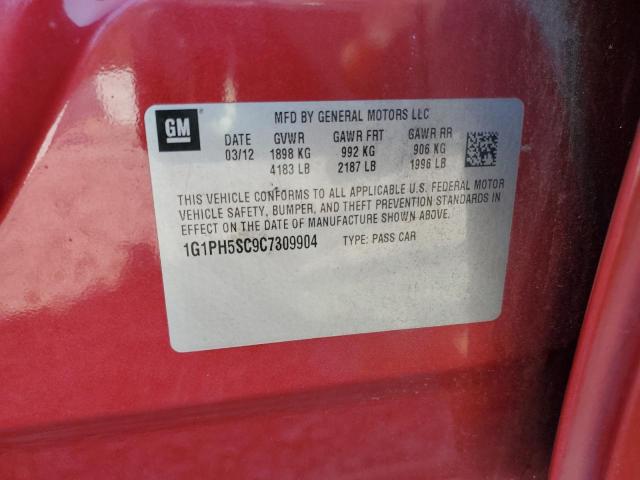 GM
MFD BY GENERAL MOTORS LLC
DATE GVWR GAWR FRT GAWR RR
03/12 1898 KG 992 KG 906 KG
4183 LB 2187 LB 1996 LB
THIS VEHICLE CONFORMS TO ALL APPLICABLE U.S. FEDERAL MOTOR
VEHICLE SAFETY, BUMPER, AND THEFT PREVENTION STANDARDS IN
EFFECT ON THE DATE OF MANUFACTURE SHOWN ABOVE.
1G1PH5SC9C7309904 TYPE: PASS CAR